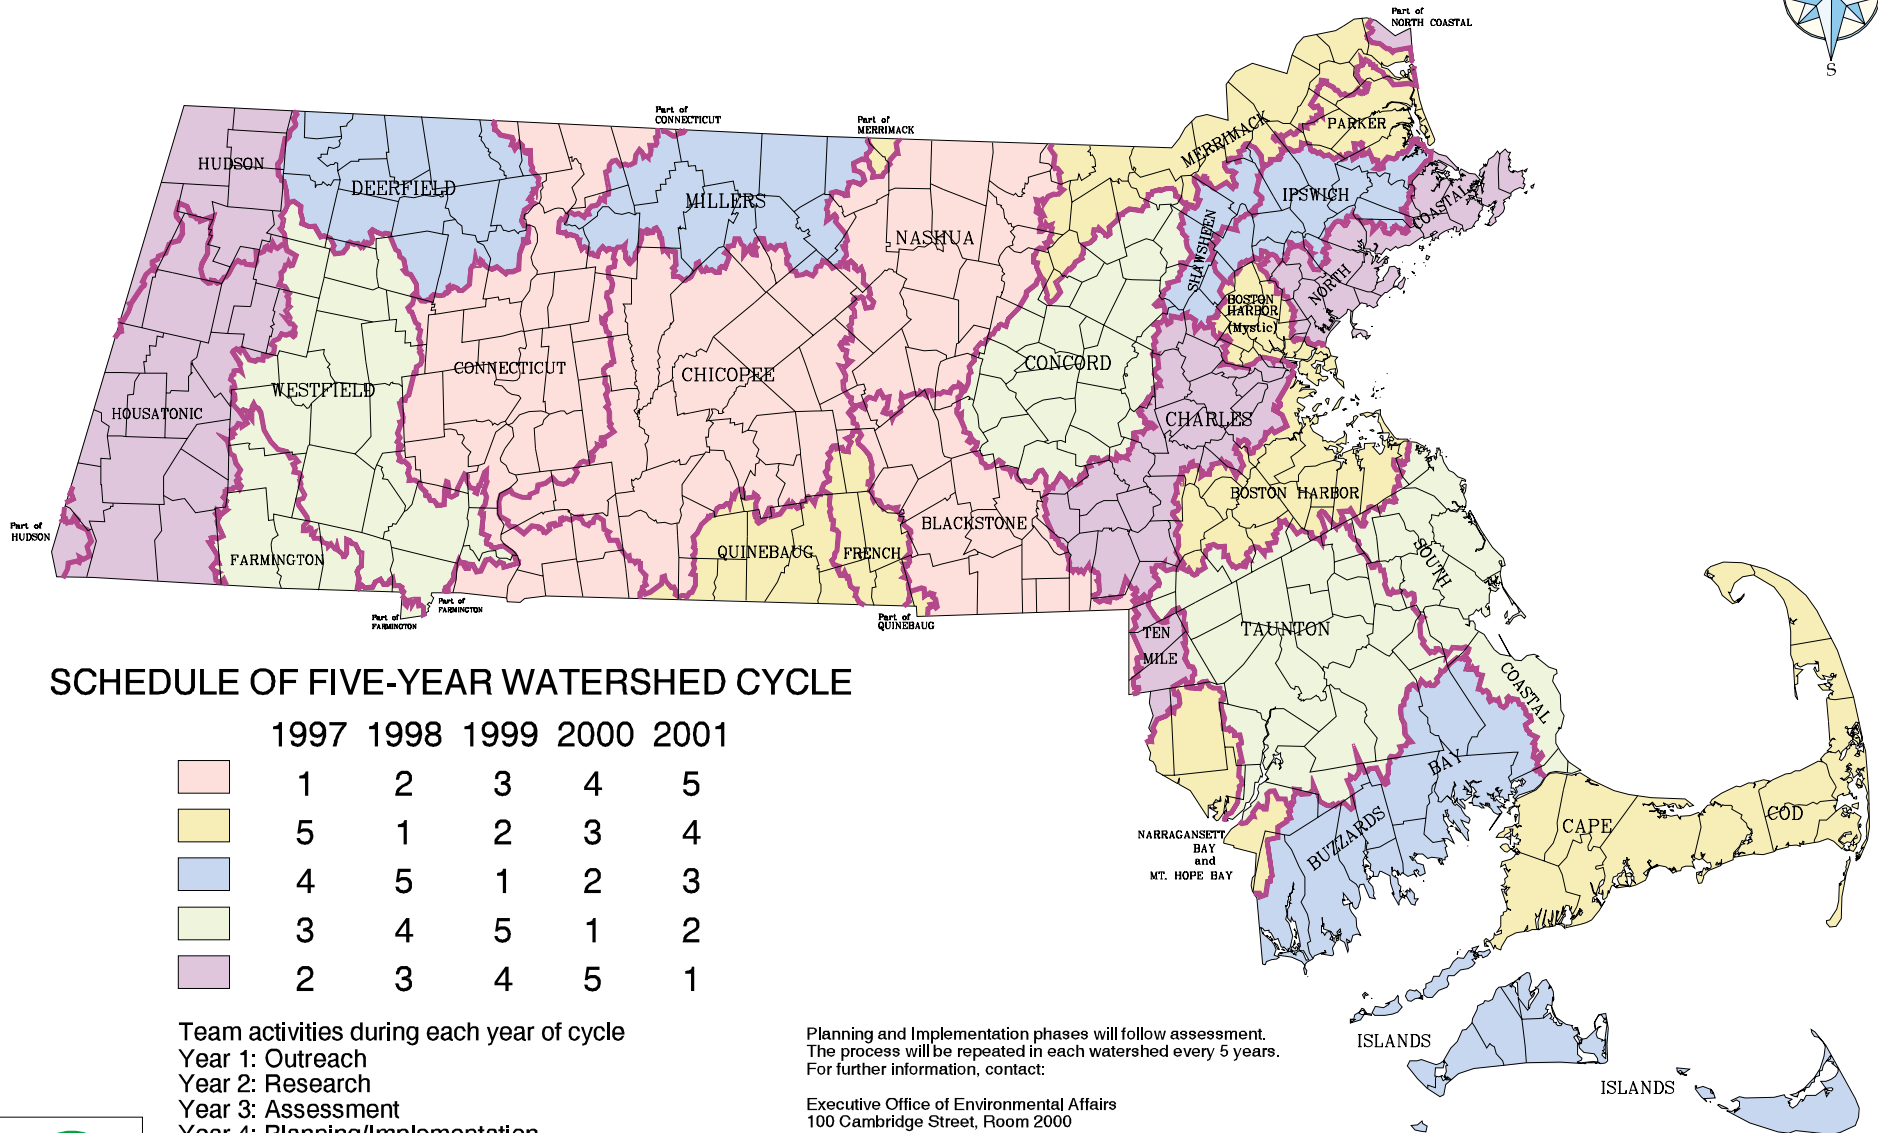 S
Part of
NORTH COASTAL
Part of
CONNECTICUT
Part of
MERRIMACK
MERRIMACK
PARKER
HUDSON
DEERFIELD
MILLERS
NASHUA
SHAWSHEEN
IPSWICH
COASTAL
NORTH
BOSTON
HARBOR
(Mystic)
CONNECTICUT
CHICOPEE
CONCORD
WESTFIELD
HOUSATONIC
CHARLES
BOSTON HARBOR
Part of
HUDSON
FARMINGTON
QUINEBAUG
FRENCH
BLACKSTONE
SOUTH
COASTAL
Part of
FARMINGTON
Part of
FARMINGTON
Part of
QUINEBAUG
TEN
MILE
TAUNTON
BUZZARDS
BAY
CAPE
COD
NARRAGANSETT
BAY
and
MT. HOPE BAY
ISLANDS
ISLANDS
SCHEDULE OF FIVE-YEAR WATERSHED CYCLE
1997 1998 1999 2000 2001
1 2 3 4 5
5 1 2 3 4
4 5 1 2 3
3 4 5 1 2
2 3 4 5 1
Team activities during each year of cycle
Year 1: Outreach
Year 2: Research
Year 3: Assessment
Year 4: Planning/Implementation
Planning and Implementation phases will follow assessment.
The process will be repeated in each watershed every 5 years.
For further information, contact:
Executive Office of Environmental Affairs
100 Cambridge Street, Room 2000